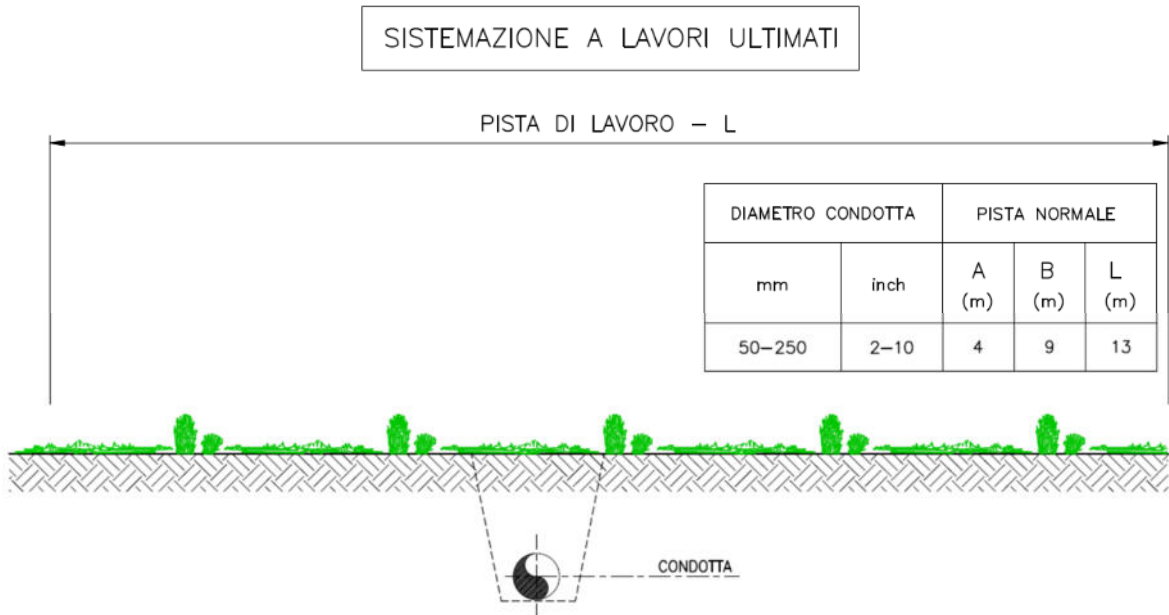 SISTEMAZIONE A LAVORI ULTIMATI
PISTA DI LAVORO – L
DIAMETRO CONDOTTA PISTA NORMALE
mm inch A (m) B (m) L (m)
50–250 2–10 4 9 13
CONDOTTA